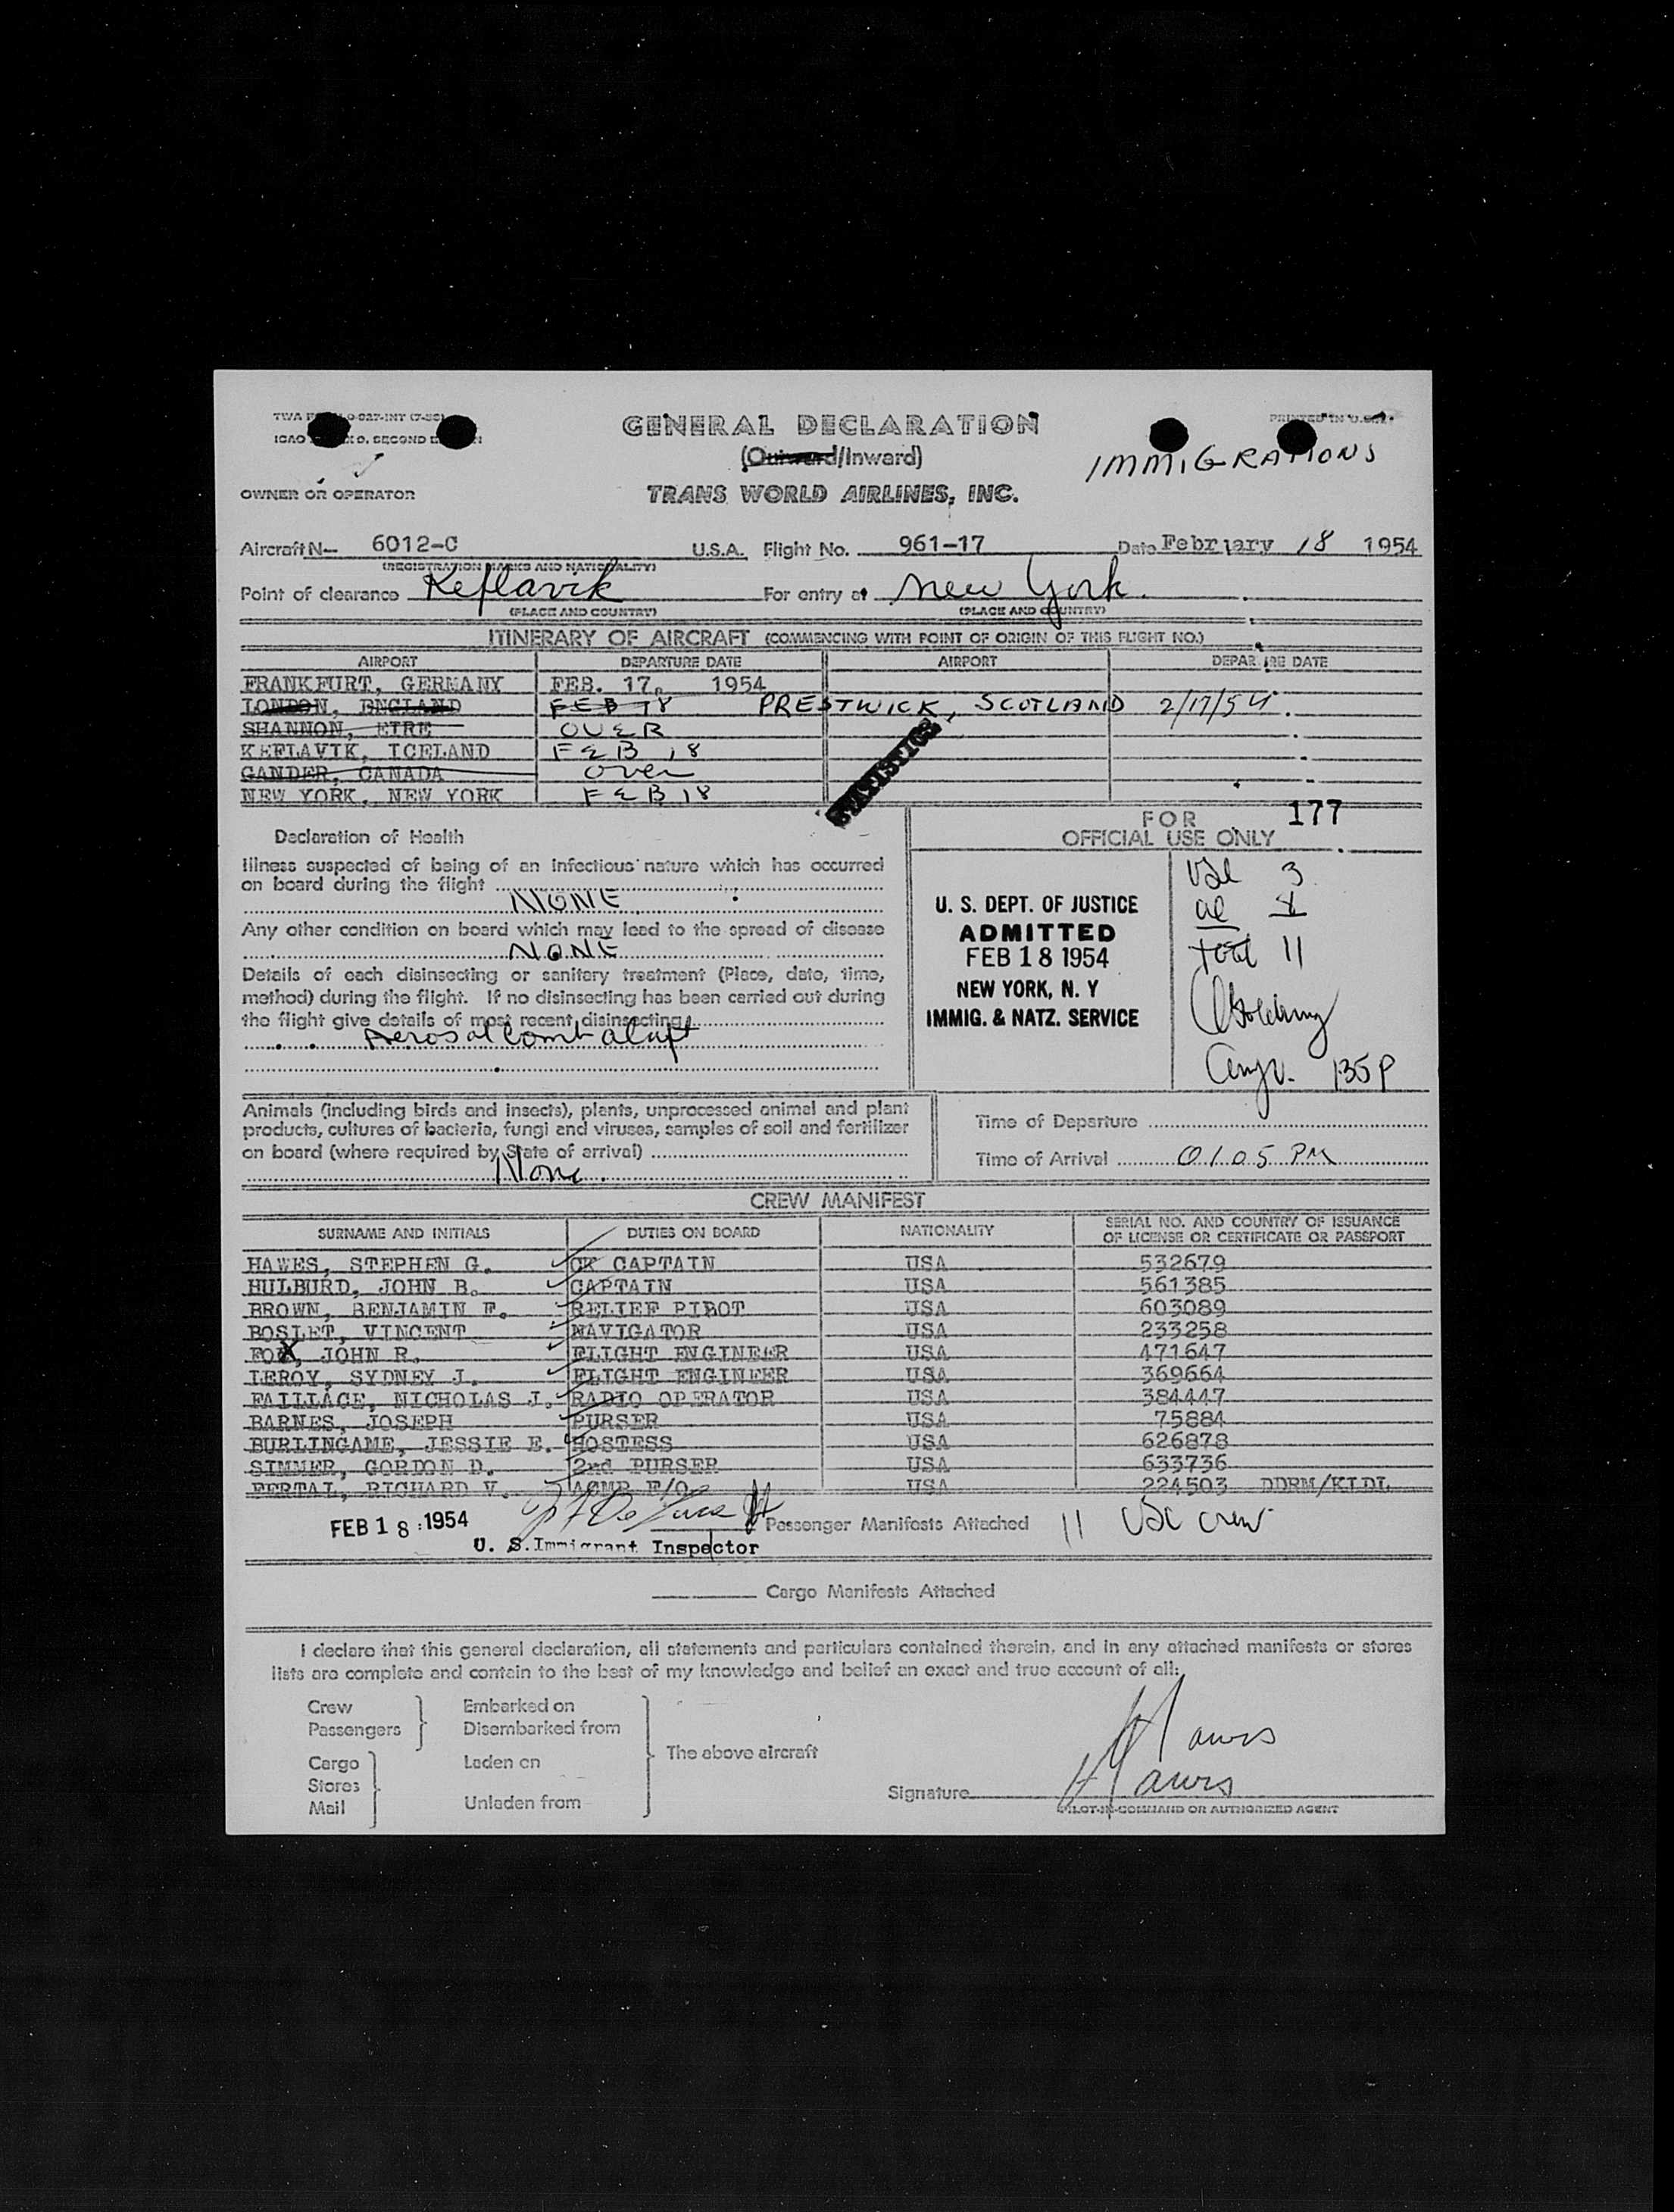 GENERAL DECLARATION
PRINTED IN U.S.A.
(Outward/Inward)
IMMIGRATIONS
OWNER OR OPERATOR
TRANS WORLD AIRLINES, INC.
Aircraft N- 6012-C U.S.A. Flight No. 961-17 Date February 18 1954
(REGISTRATION MARKS AND NATIONALITY)
Point of clearance Keflavik For entry at New York.
(PLACE AND COUNTRY) (PLACE AND COUNTRY)
ITINERARY OF AIRCRAFT (COMMENCING WITH POINT OF ORIGIN OF THIS FLIGHT NO.)
AIRPORT DEPARTURE DATE AIRPORT DEPARTURE DATE
FRANKFURT, GERMANY FEB. 17, 1954
LONDON, ENGLAND FEB 18 PRESTWICK, SCOTLAND 2/17/54
SHANNON, EIRE OVER
KEFLAVIK, ICELAND FEB 18
GANDER, CANADA over
NEW YORK, NEW YORK FEB 18
STATISTICS
FOR 177
OFFICIAL USE ONLY
Declaration of Health
Illness suspected of being of an infectious nature which has occurred
on board during the flight
NONE
Any other condition on board which may lead to the spread of disease
NONE
Details of each disinsecting or sanitary treatment (Place, date, time,
method) during the flight. If no disinsecting has been carried out during
the flight give details of most recent disinsecting
Aerosol Comb
U. S. DEPT. OF JUSTICE
ADMITTED
FEB 18 1954
NEW YORK, N. Y
IMMIG. & NATZ. SERVICE
USC 3
al 8
total 11
135P
Animals (including birds and insects), plants, unprocessed animal and plant
products, cultures of bacteria, fungi and viruses, samples of soil and fertilizer
on board (where required by State of arrival)
None.
Time of Departure
Time of Arrival 0105 PM
CREW MANIFEST
SURNAME AND INITIALS DUTIES ON BOARD NATIONALITY SERIAL NO. AND COUNTRY OF ISSUANCE OF LICENSE OR CERTIFICATE OR PASSPORT
HAWES, STEPHEN G. CK CAPTAIN USA 532679
HULBURD, JOHN B. CAPTAIN USA 561385
BROWN, BENJAMIN F. RELIEF PILOT USA 603089
BOSLET, VINCENT NAVIGATOR USA 233258
FOX, JOHN R. FLIGHT ENGINEER USA 471647
LEROY, SYDNEY J. FLIGHT ENGINEER USA 369664
FAILLACE, NICHOLAS J. RADIO OPERATOR USA 384447
BARNES, JOSEPH PURSER USA 75884
BURLINGAME, JESSIE E. HOSTESS USA 626878
SIMMER, GORDON D. 2nd PURSER USA 633736
FERTAL, RICHARD V. ACMR F/O USA 224503 DDRM/KIDL
FEB 18 1954
U. S. Immigrant Inspector
Passenger Manifests Attached 11 USC crew
Cargo Manifests Attached
I declare that this general declaration, all statements and particulars contained therein, and in any attached manifests or stores
lists are complete and contain to the best of my knowledge and belief an exact and true account of all:
Crew Embarked on
Passengers Disembarked from
Cargo Laden on The above aircraft
Stores
Mail Unladen from
Hawes
Signature Hawes
PILOT-IN-COMMAND OR AUTHORIZED AGENT